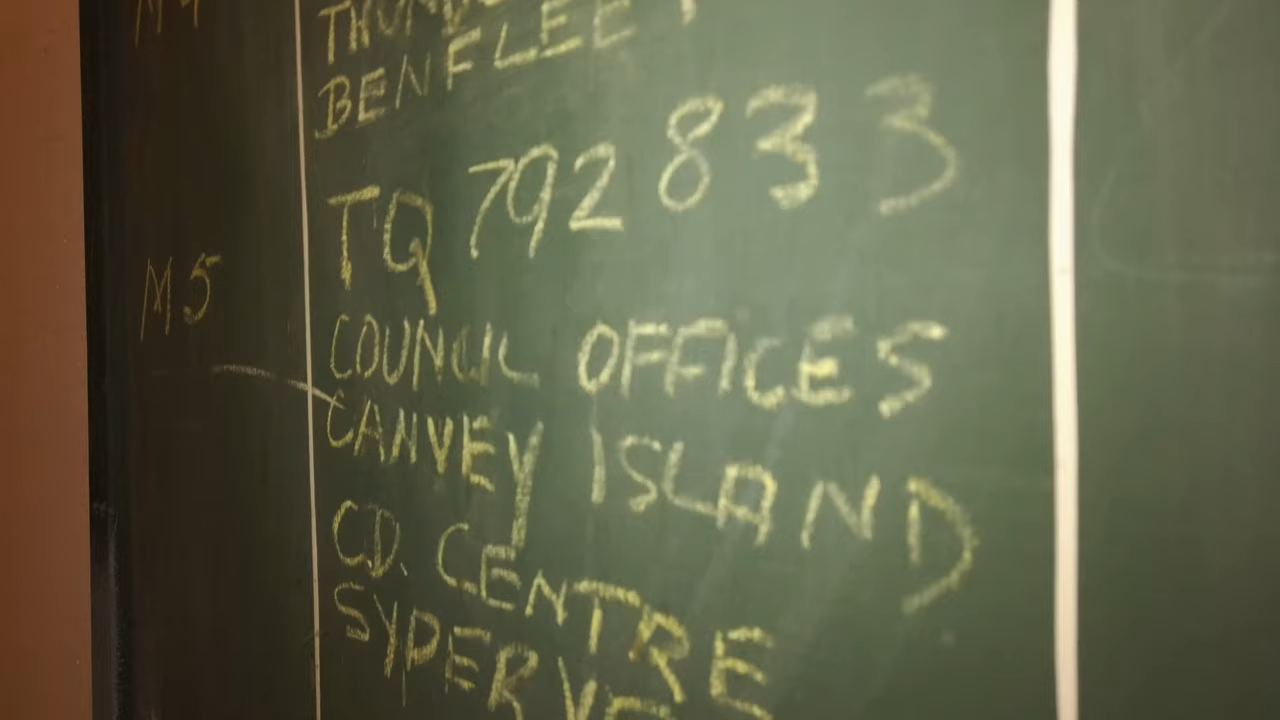 BENFLEET
TQ 792833
M5
COUNCIL OFFICES
CANVEY ISLAND
CD. CENTRE